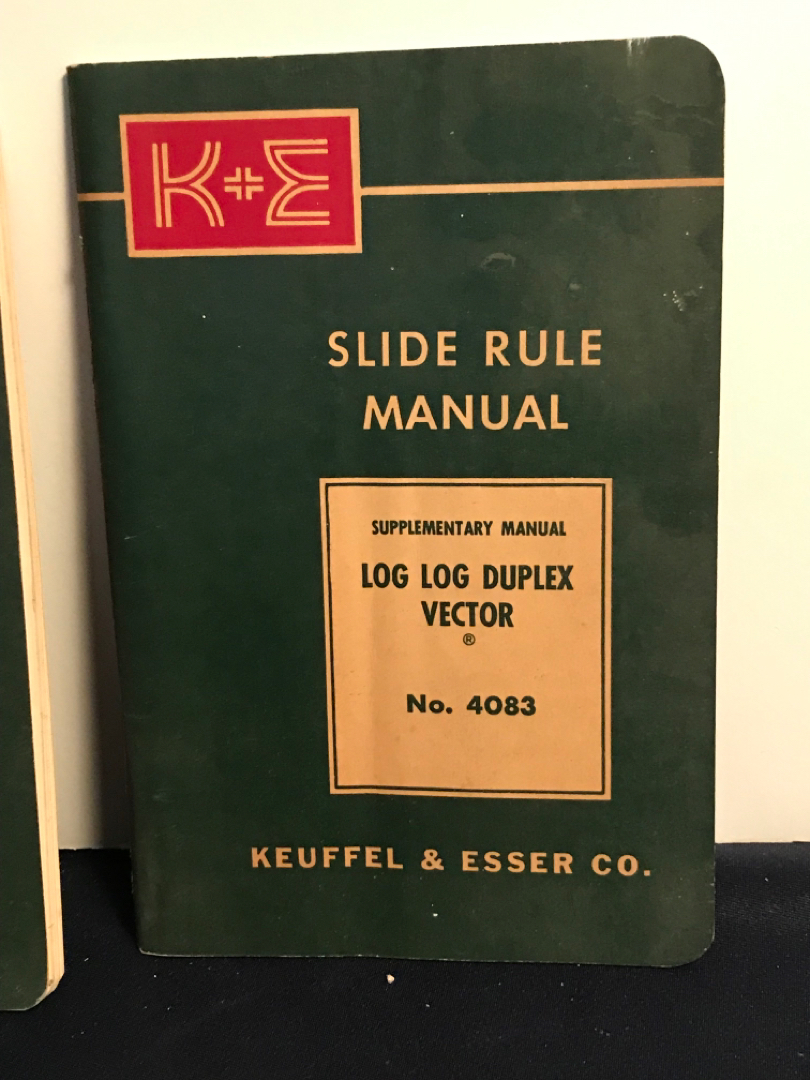 K+E
SLIDE RULE
MANUAL
SUPPLEMENTARY MANUAL
LOG LOG DUPLEX
VECTOR
®
No. 4083
KEUFFEL & ESSER CO.